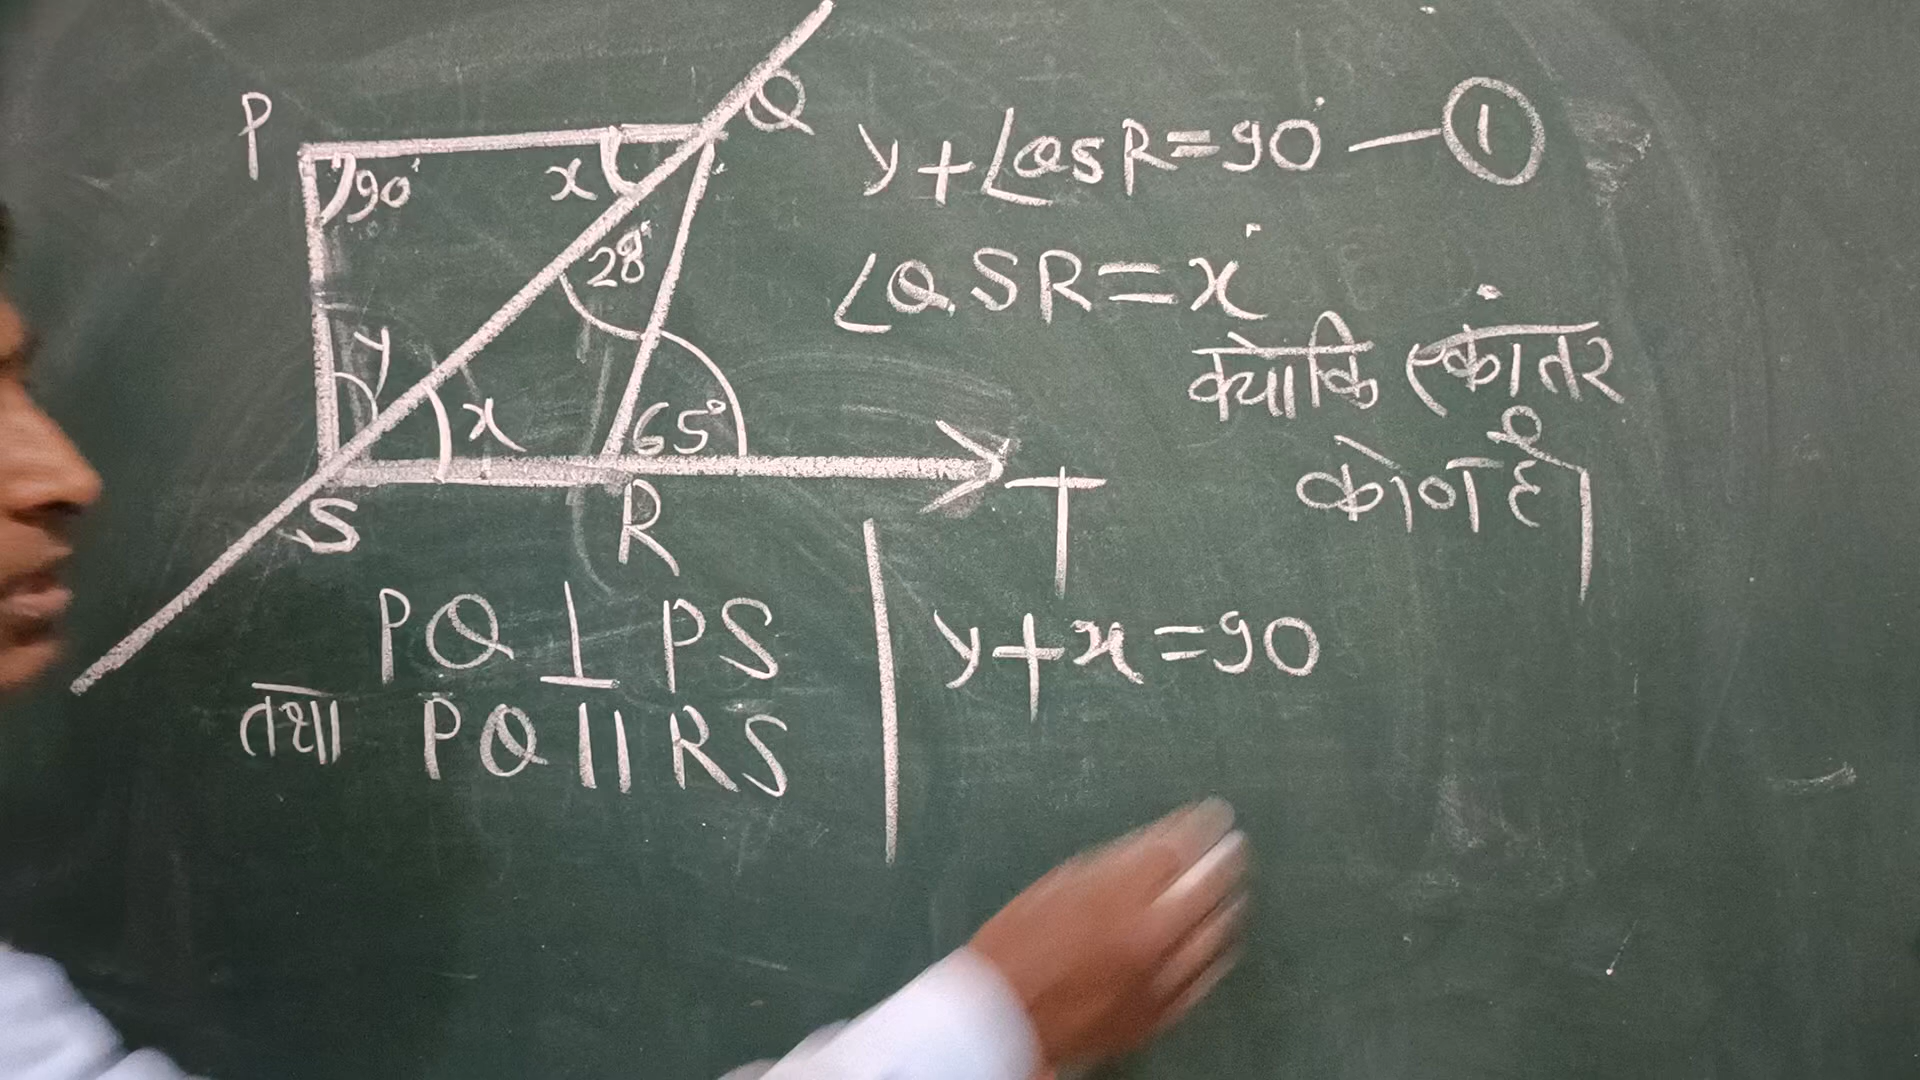 P
Q
90°
x
28°
y
x
65°
S
R
T
y+∠QSR=90° — ①
∠QSR=x°
क्योंकि एकांतर
कोण है।
PQ ⊥ PS
तथा PQ || RS
y+x=90